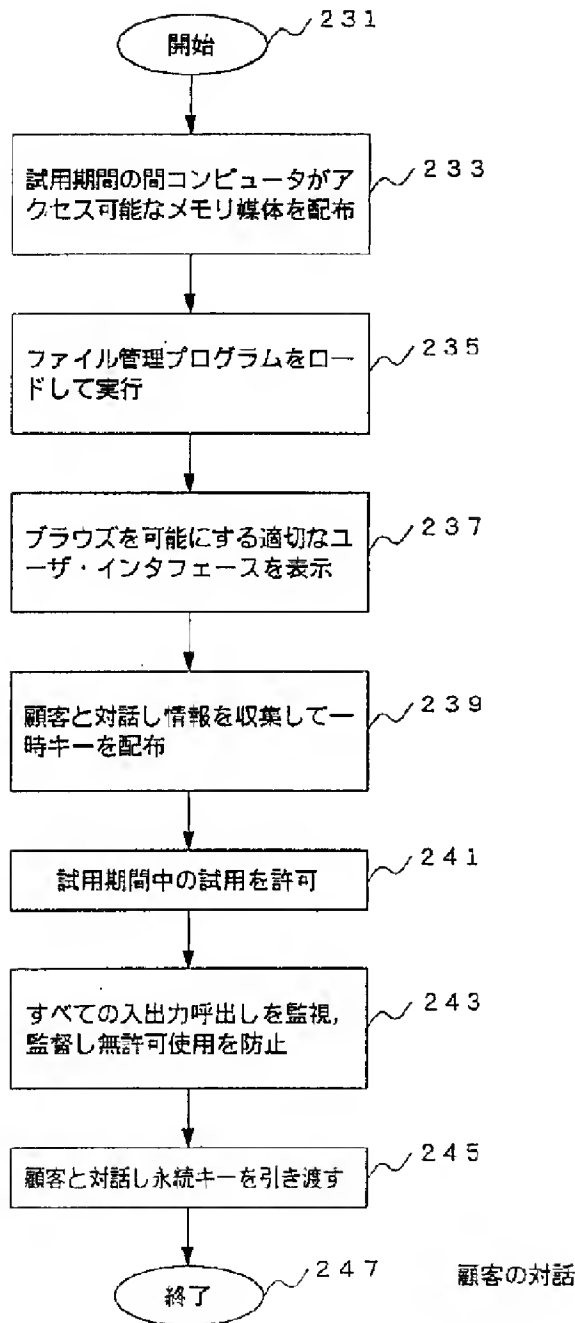 231
開始
233
試用期間の間コンピュータがア
クセス可能なメモリ媒体を配布
235
ファイル管理プログラムをロー
ドして実行
237
ブラウズを可能にする適切なユ
ーザ・インタフェースを表示
239
顧客と対話し情報を収集して一
時キーを配布
241
試用期間中の試用を許可
243
すべての入出力呼出しを監視,
監督し無許可使用を防止
245
顧客と対話し永続キーを引き渡す
247
終了
顧客の対話